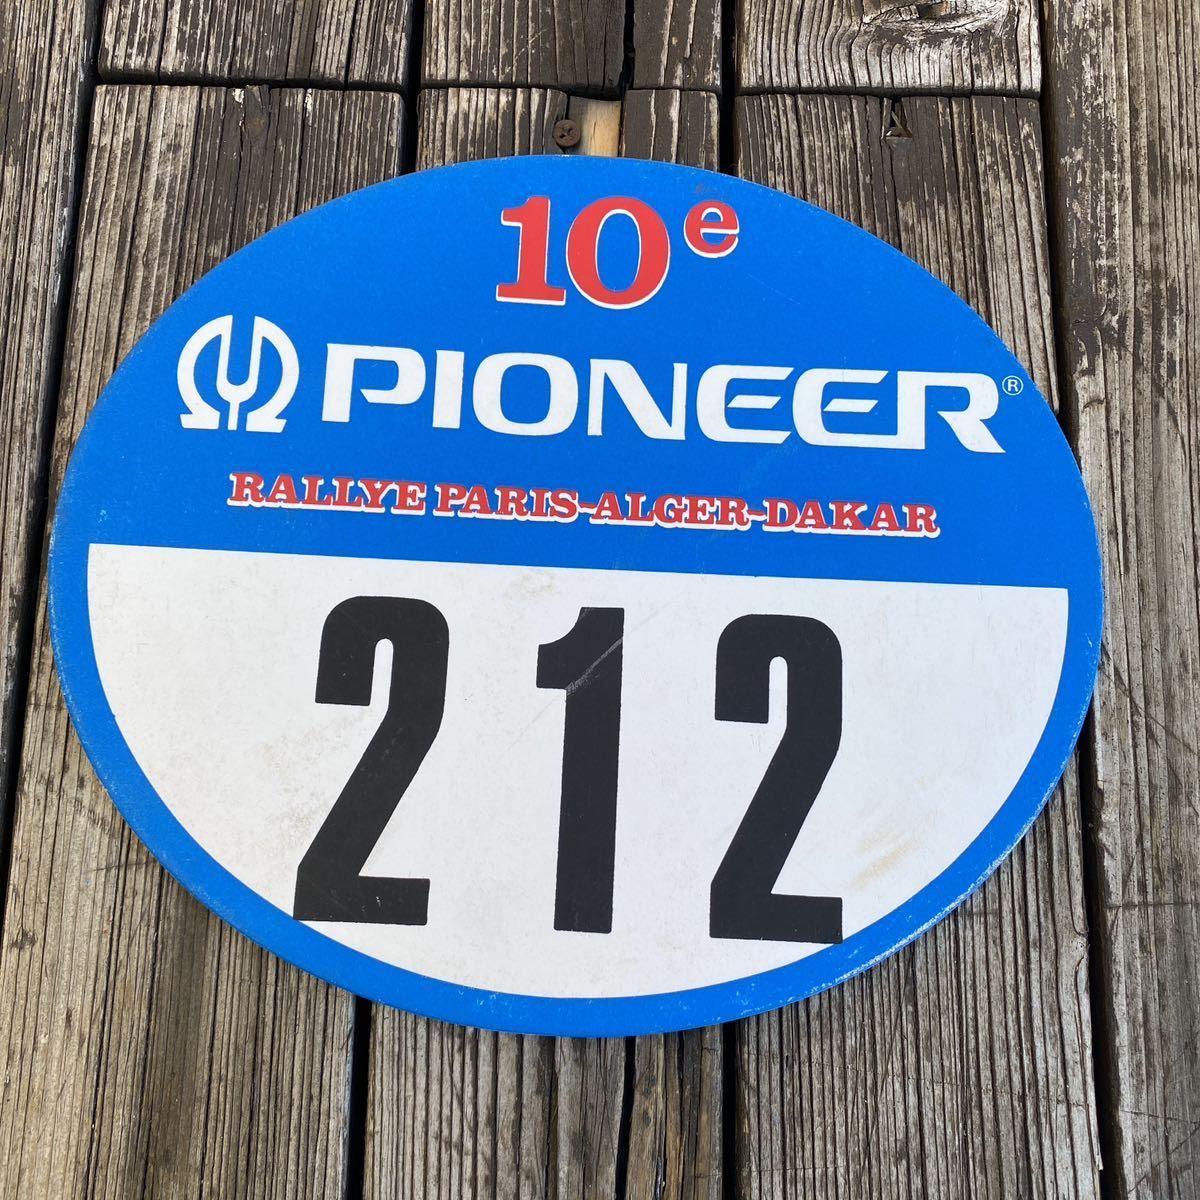 10e
PIONEER®
RALLYE PARIS-ALGER-DAKAR
212